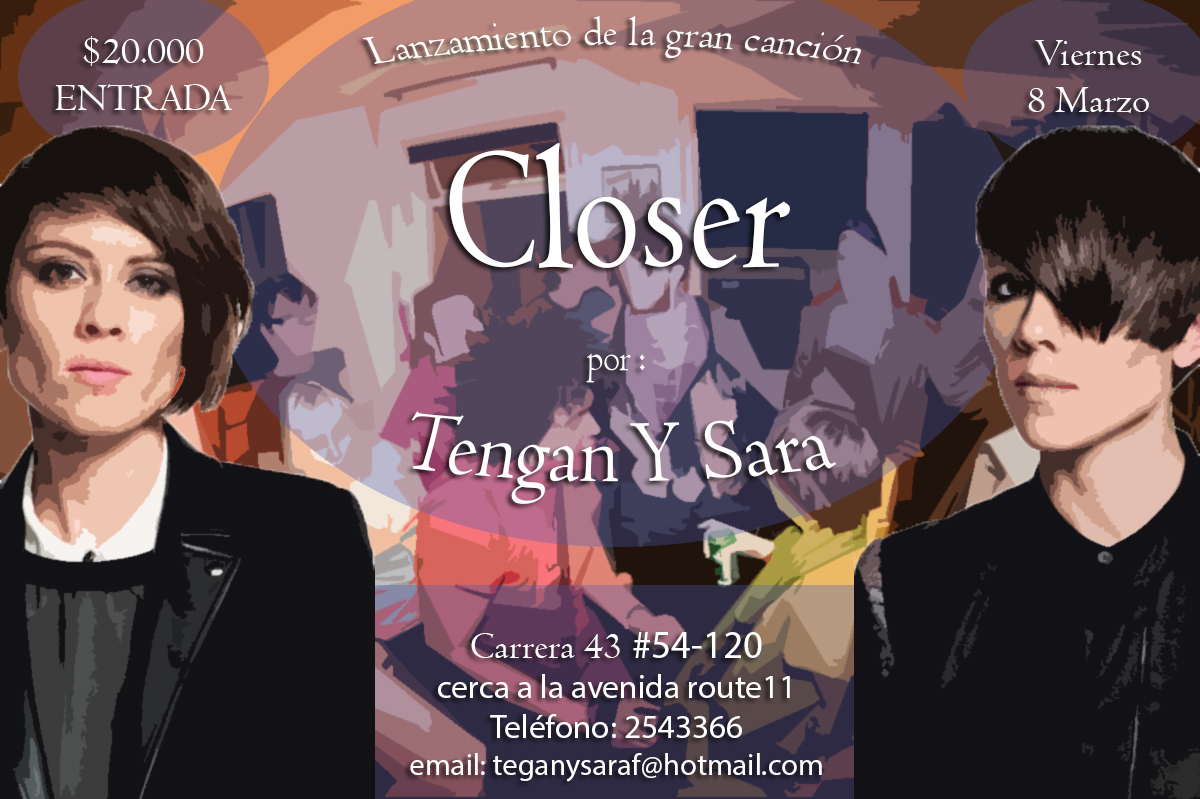 $20.000
ENTRADA
Lanzamiento de la gran canción
Viernes
8 Marzo
Closer
por :
Tengan Y Sara
Carrera 43 #54-120
cerca a la avenida route11
Teléfono: 2543366
email: teganysaraf@hotmail.com